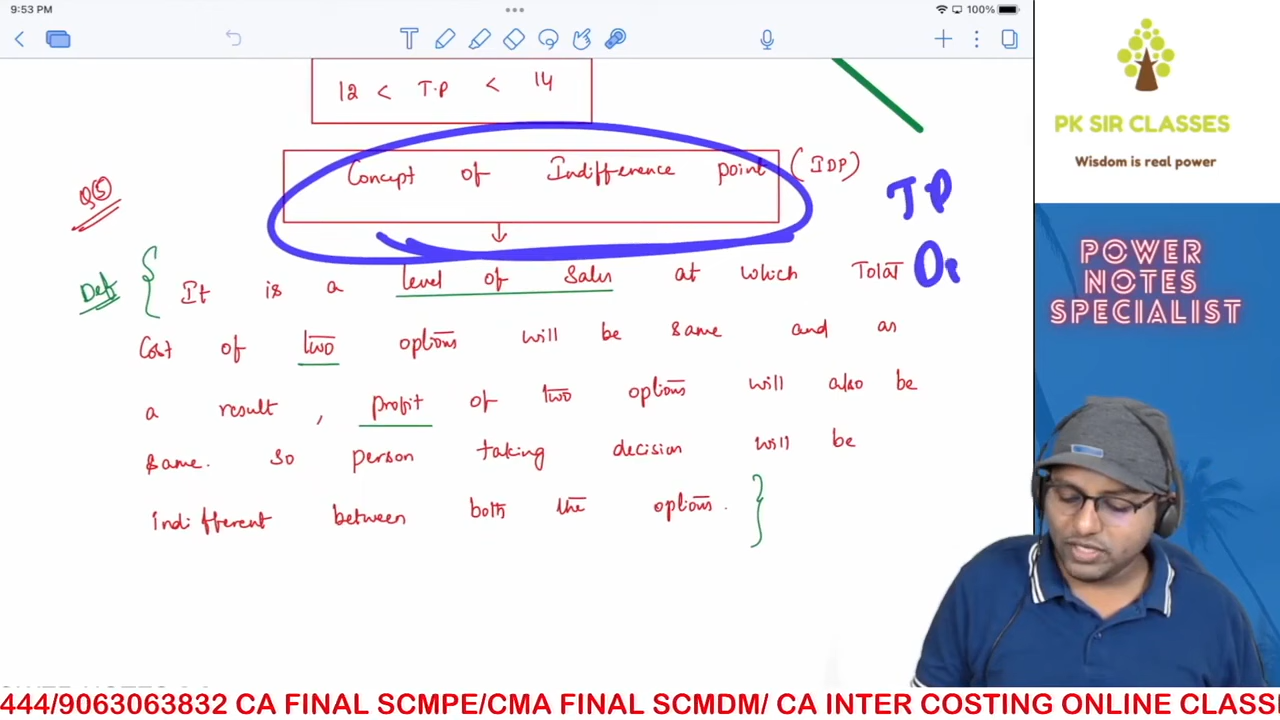 9:53 PM
100%
12 < T.P < 14
Q5
Concept of Indifference point (IDP)
TP
Def
It is a level of Sales at which Total
Cost of two options will be same and as
a result, profit of two options will also be
same. So person taking decision will be
Indifferent between both the options.
PK SIR CLASSES
Wisdom is real power
POWER
NOTES
SPECIALIST
444/9063063832 CA FINAL SCMPE/CMA FINAL SCMDM/ CA INTER COSTING ONLINE CLASS